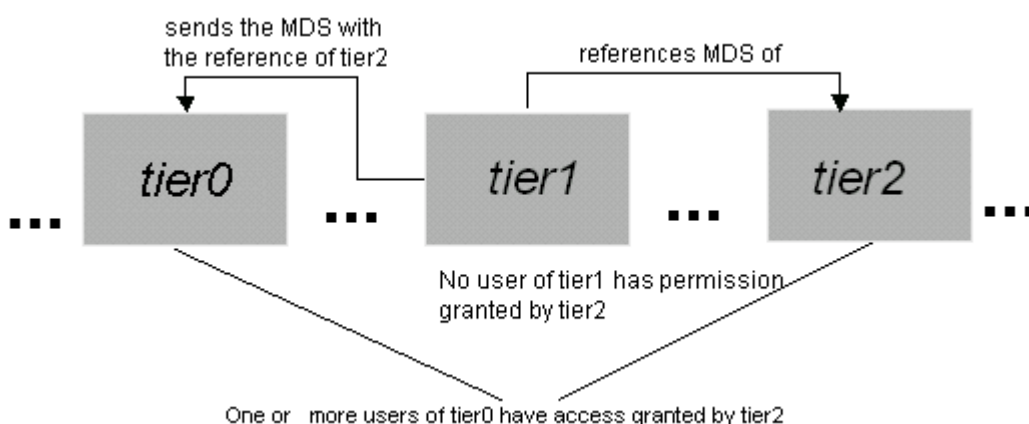 sends the MDS with
the reference of tier2
references MDS of
tier0
tier1
tier2
... ... ... ...
No user of tier1 has permission
granted by tier2
One or more users of tier0 have access granted by tier2